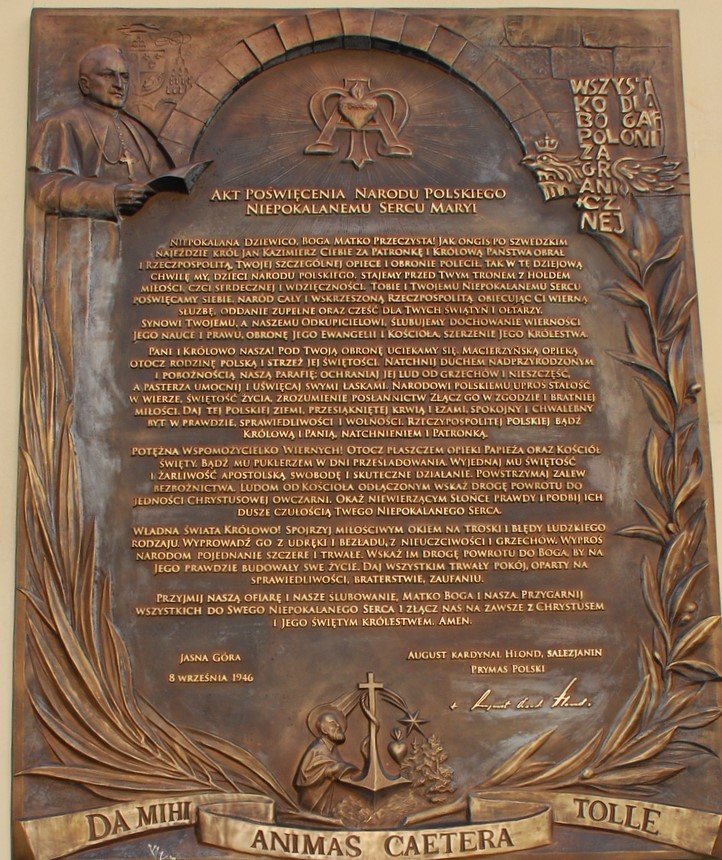 WSZYST
KO DLA
BOGA
POLONII
ZA
GRANI
CZ
NEJ
AKT POŚWIĘCENIA NARODU POLSKIEGO
NIEPOKALANEMU SERCU MARYI
NIEPOKALANA DZIEWICO, BOGA MATKO PRZECZYSTA! JAK ONGIŚ PO SZWEDZKIM
NAJEŹDZIE KRÓL JAN KAZIMIERZ CIEBIE ZA PATRONKĘ I KRÓLOWĄ PAŃSTWA OBRAŁ
I RZECZPOSPOLITĄ, TWOJEJ SZCZEGÓLNEJ OPIECE I OBRONIE POLECIŁ, TAK W TĘ DZIEJOWĄ
CHWILĘ MY, DZIECI NARODU POLSKIEGO, STAJEMY PRZED TWYM TRONEM Z HOŁDEM
MIŁOŚCI, CZCI SERDECZNEJ I WDZIĘCZNOŚCI. TOBIE I TWOJEMU NIEPOKALANEMU SERCU
POŚWIĘCAMY SIEBIE, NARÓD CAŁY I WSKRZESZONĄ RZECZPOSPOLITĄ OBIECUJĄC CI WIERNĄ
SŁUŻBĘ, ODDANIE ZUPEŁNE ORAZ CZEŚĆ DLA TWYCH ŚWIĄTYŃ I OŁTARZY.
SYNOWI TWOJEMU, A NASZEMU ODKUPICIELOWI, ŚLUBUJEMY DOCHOWANIE WIERNOŚCI
JEGO NAUCE I PRAWU, OBRONĘ JEGO EWANGELII I KOŚCIOŁA, SZERZENIE JEGO KRÓLESTWA.
PANI I KRÓLOWO NASZA! POD TWOJĄ OBRONĘ UCIEKAMY SIĘ. MACIERZYŃSKĄ OPIEKĄ
OTOCZ RODZINĘ POLSKĄ I STRZEŻ JEJ ŚWIĘTOŚCI. NATCHNIJ DUCHEM NADPRZYRODZONYM
I POBOŻNOŚCIĄ NASZĄ PARAFIĘ; OCHRANIAJ JEJ LUD OD GRZECHÓW I NIESZCZĘŚĆ,
A PASTERZA UMOCNIJ I UŚWIĘCAJ SWYMI ŁASKAMI. NARODOWI POLSKIEMU UPROŚ STAŁOŚĆ
W WIERZE, ŚWIĘTOŚĆ ŻYCIA, ZROZUMIENIE POSŁANNICTW ZŁĄCZ GO W ZGODZIE I BRATNIEJ
MIŁOŚCI. DAJ TEJ POLSKIEJ ZIEMI, PRZESIĄKNIĘTEJ KRWIĄ I ŁZAMI, SPOKOJNY I CHWALEBNY
BYT W PRAWDZIE, SPRAWIEDLIWOŚCI I WOLNOŚCI. RZECZYPOSPOLITEJ POLSKIEJ BĄDŹ
KRÓLOWĄ I PANIĄ, NATCHNIENIEM I PATRONKĄ.
POTĘŻNA WSPOMOŻYCIELKO WIERNYCH! OTOCZ PŁASZCZEM OPIEKI PAPIEŻA ORAZ KOŚCIÓŁ
ŚWIĘTY. BĄDŹ MU PUKLERZEM W DNI PRZEŚLADOWANIA. WYJEDNAJ MU ŚWIĘTOŚĆ
I ŻARLIWOŚĆ APOSTOLSKĄ, SWOBODĘ I SKUTECZNE DZIAŁANIE. POWSTRZYMAJ ZALEW
BEZBOŻNICTWA. LUDOM OD KOŚCIOŁA ODŁĄCZONYM WSKAŻ DROGĘ POWROTU DO
JEDNOŚCI CHRYSTUSOWEJ OWCZARNI. OKAŻ NIEWIERZĄCYM SŁOŃCE PRAWDY I PODBIJ ICH
DUSZE CZUŁOŚCIĄ TWEGO NIEPOKALANEGO SERCA.
WŁADNA ŚWIATA KRÓLOWO! SPOJRZYJ MIŁOŚCIWYM OKIEM NA TROSKI I BŁĘDY LUDZKIEGO
RODZAJU. WYPROWADŹ GO Z UDRĘKI I BEZŁADU, Z NIEUCZCIWOŚCI I GRZECHÓW. WYPROŚ
NARODOM POJEDNANIE SZCZERE I TRWAŁE. WSKAŻ IM DROGĘ POWROTU DO BOGA, BY NA
JEGO PRAWDZIE BUDOWAŁY SWE ŻYCIE. DAJ WSZYSTKIM TRWAŁY POKÓJ, OPARTY NA
SPRAWIEDLIWOŚCI, BRATERSTWIE, ZAUFANIU.
PRZYJMIJ NASZĄ OFIARĘ I NASZE ŚLUBOWANIE, MATKO BOGA I NASZA. PRZYGARNIJ
WSZYSTKICH DO SWEGO NIEPOKALANEGO SERCA I ZŁĄCZ NAS NA ZAWSZE Z CHRYSTUSEM
I JEGO ŚWIĘTYM KRÓLESTWEM. AMEN.
JASNA GÓRA
8 WRZEŚNIA 1946
AUGUST KARDYNAŁ HLOND, SALEZJANIN
PRYMAS POLSKI
+ August Kard. Hlond.
DA MIHI
ANIMAS CAETERA
TOLLE